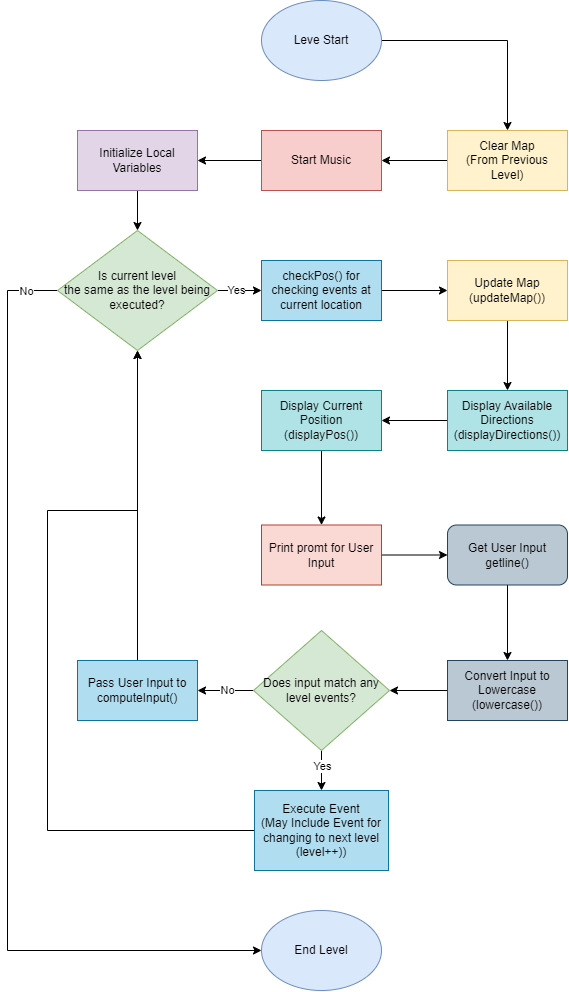 Leve Start
Clear Map
(From Previous
Level)
Start Music
Initialize Local
Variables
Is current level
the same as the level being
executed?
No
Yes
checkPos() for
checking events at
current location
Update Map
(updateMap())
Display Available
Directions
(displayDirections())
Display Current
Position
(displayPos())
Print promt for User
Input
Get User Input
getline()
Convert Input to
Lowercase
(lowercase())
Does input match any
level events?
No
Pass User Input to
computeInput()
Yes
Execute Event
(May Include Event for
changing to next level
(level++))
End Level